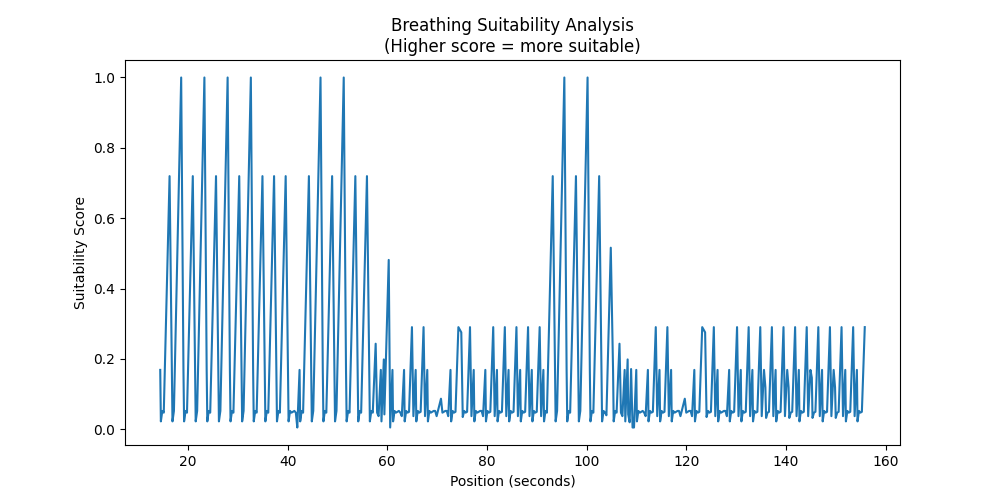 Breathing Suitability Analysis
(Higher score = more suitable)
1.0
0.8
0.6
0.4
0.2
0.0
Suitability Score
20 40 60 80 100 120 140 160
Position (seconds)